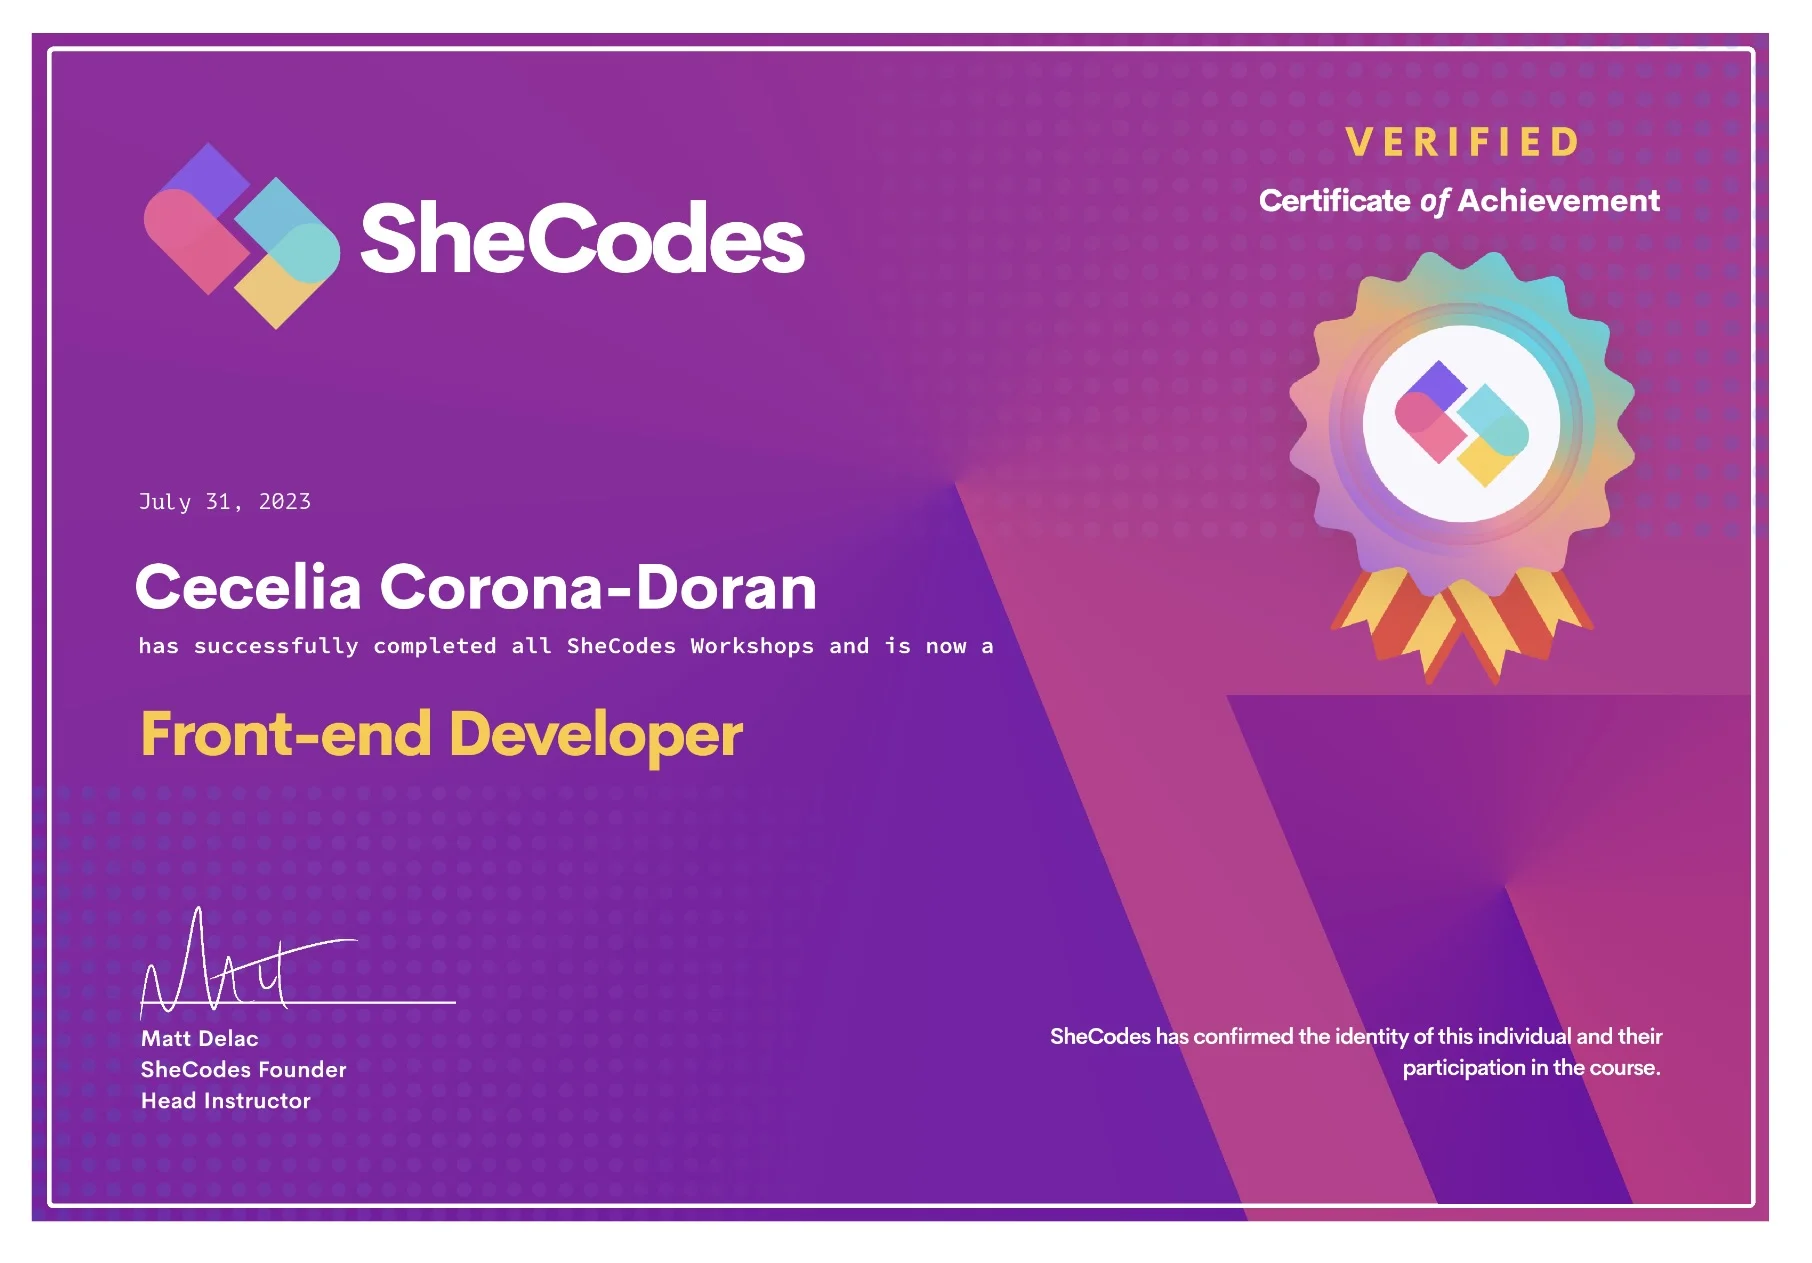 SheCodes
VERIFIED
Certificate of Achievement
July 31, 2023
Cecelia Corona-Doran
has successfully completed all SheCodes Workshops and is now a
Front-end Developer
Matt
Matt Delac
SheCodes Founder
Head Instructor
SheCodes has confirmed the identity of this individual and their
participation in the course.